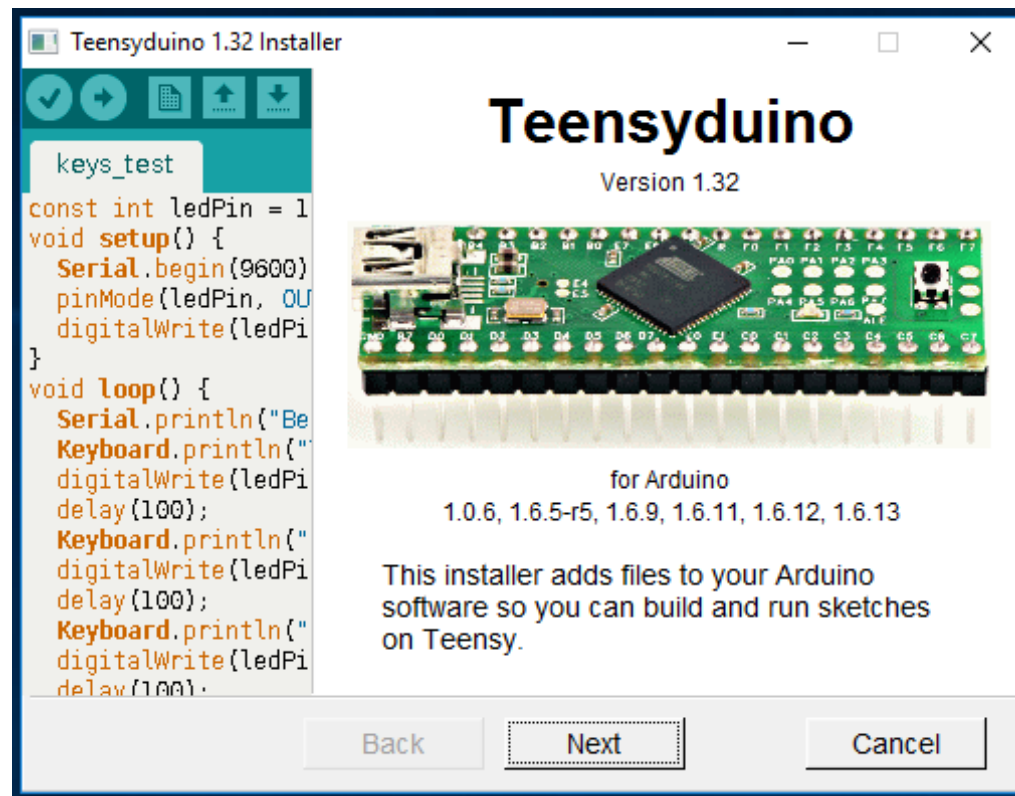 Teensyduino 1.32 Installer
keys_test
const int ledPin = 1
void setup() {
Serial.begin(9600)
pinMode(ledPin, OU
digitalWrite(ledPi
}
void loop() {
Serial.println("Be
Keyboard.println("
digitalWrite(ledPi
delay(100);
Keyboard.println("
digitalWrite(ledPi
delay(100);
Keyboard.println("
digitalWrite(ledPi
delay(100);
Teensyduino
Version 1.32
for Arduino
1.0.6, 1.6.5-r5, 1.6.9, 1.6.11, 1.6.12, 1.6.13
This installer adds files to your Arduino
software so you can build and run sketches
on Teensy.
Back
Next
Cancel